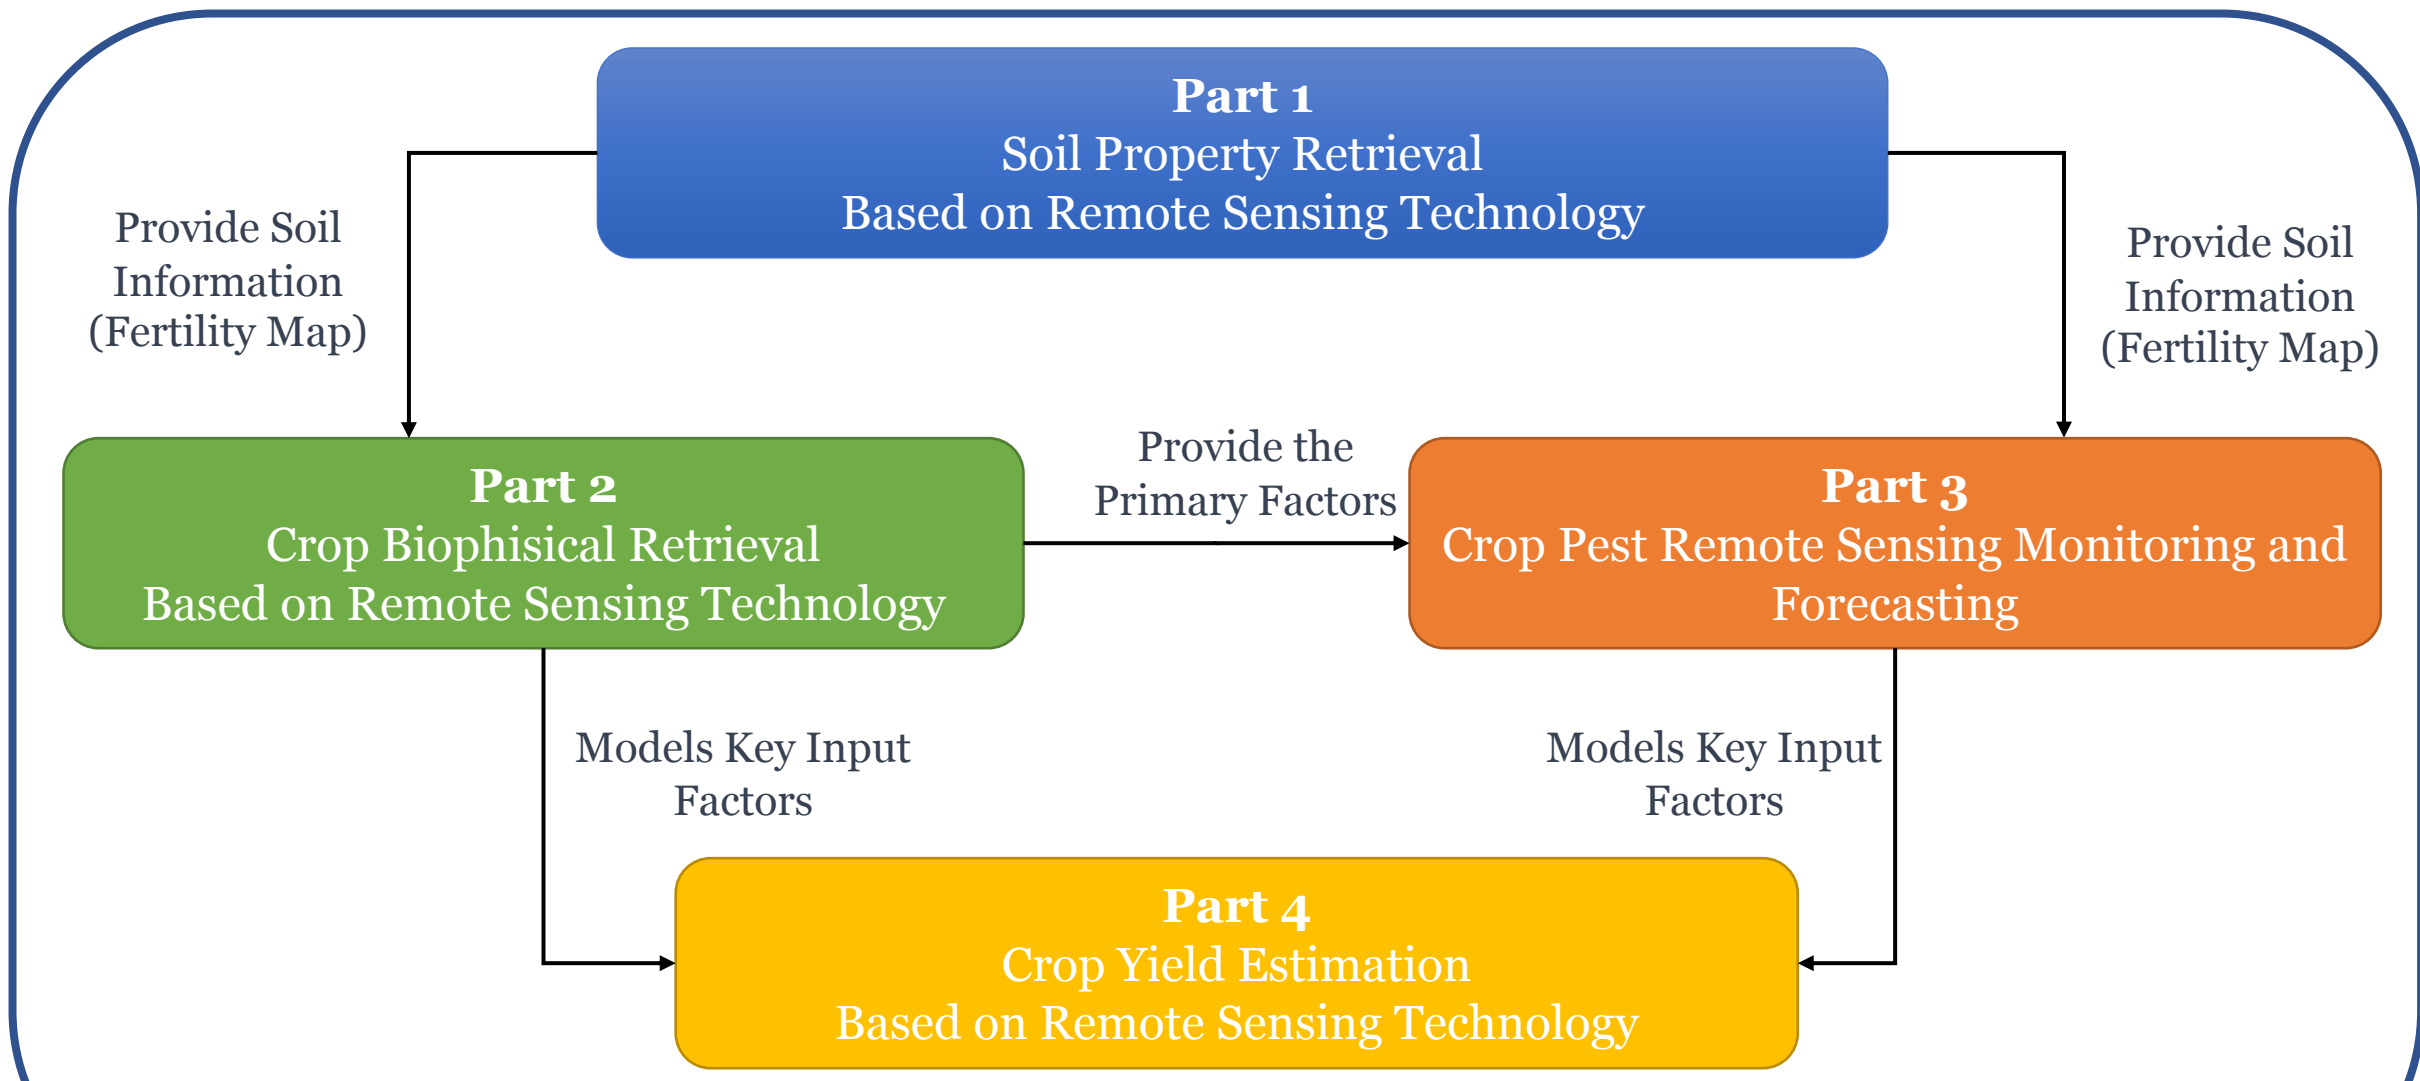 Part 1
Soil Property Retrieval
Based on Remote Sensing Technology
Provide Soil
Information
(Fertility Map)
Provide Soil
Information
(Fertility Map)
Part 2
Crop Biophisical Retrieval
Based on Remote Sensing Technology
Provide the
Primary Factors
Part 3
Crop Pest Remote Sensing Monitoring and
Forecasting
Models Key Input
Factors
Models Key Input
Factors
Part 4
Crop Yield Estimation
Based on Remote Sensing Technology